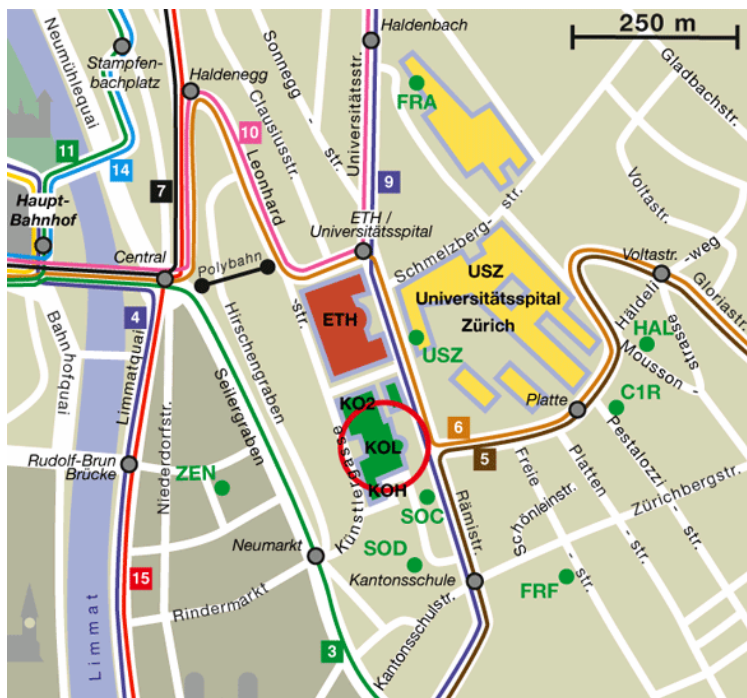 Neumühlequai
Stampfen-
bachplatz
Haldenegg
Sonnegg
- str.
Haldenbach
250 m
FRA
Gladbachstr.
Clausiusstr.
Universitätsstr.
10
Leonhard
-str.
11
14
7
9
Haupt-
Bahnhof
Central
Polybahn
ETH /
Universitätsspital
Schmelzberg-
str.
Voltastr.
Voltastr.
Häldeli
-weg
Gloriastr.
USZ
Universitätsspital
Zürich
ETH
USZ
HAL
Mousson -
strasse
4
Bahnhofquai
Limmatquai
Hirschengraben
Seilergraben
Niederdorfstr.
KO2
KOL
KOH
Künstlergasse
Platte
C1R
6
5
Rudolf-Brun
Brücke
ZEN
SOC
SOD
Rämistr.
Freie
- str.
Schönleinstr.
Platten
- str.
Pestalozzi
- str.
Zürichbergstr.
Neumarkt
Kantonsschule
FRF
15
Rindermarkt
Limmat
3
Kantonsschulstr.